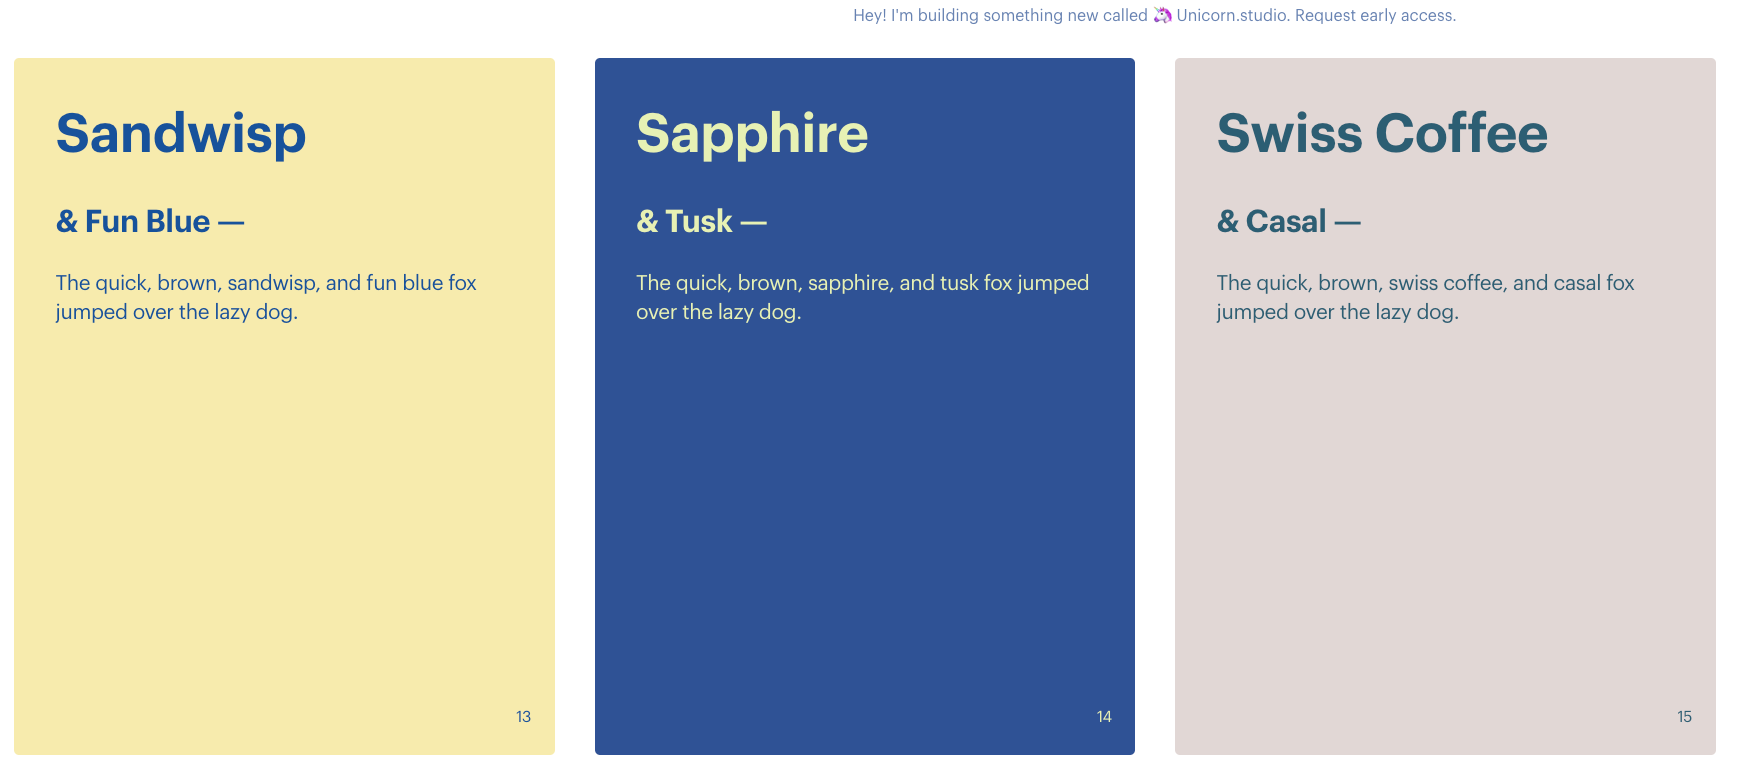 Hey! I'm building something new called 🦄 Unicorn.studio. Request early access.
Sandwisp
& Fun Blue —
The quick, brown, sandwisp, and fun blue fox
jumped over the lazy dog.
13
Sapphire
& Tusk —
The quick, brown, sapphire, and tusk fox jumped
over the lazy dog.
14
Swiss Coffee
& Casal —
The quick, brown, swiss coffee, and casal fox
jumped over the lazy dog.
15